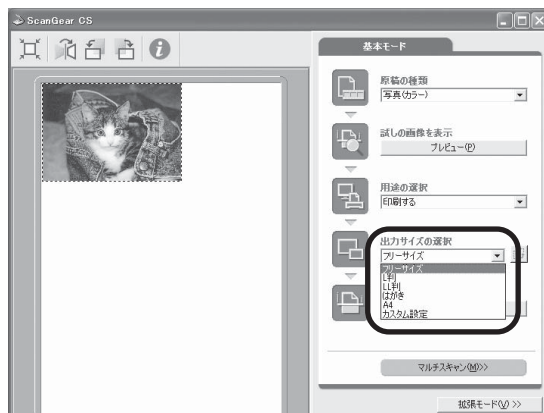 ScanGear CS
基本モード
原稿の種類
写真(カラー)
試しの画像を表示
プレビュー(P)
用途の選択
印刷する
出力サイズの選択
フリーサイズ
フリーサイズ
L判
LL判
はがき
A4
カスタム設定
マルチスキャン(M)>>
拡張モード(V) >>